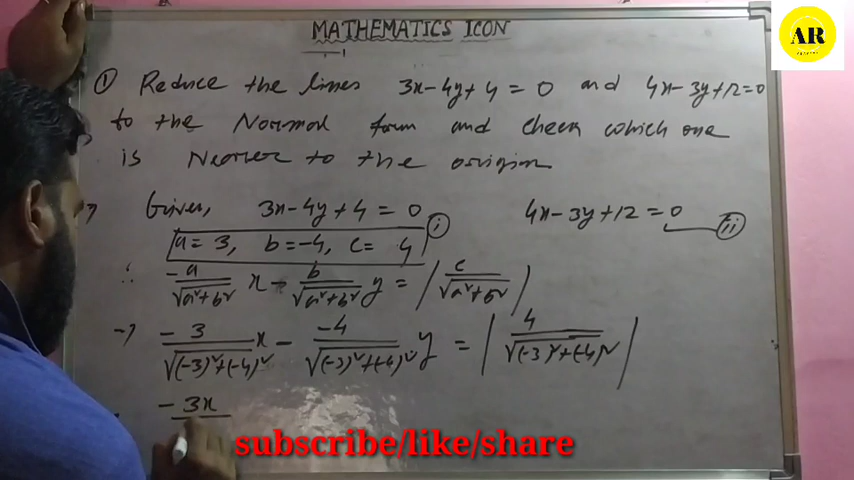 MATHEMATICS ICON
AR
① Reduce the lines 3x-4y+4=0 and 4x-3y+12=0
to the Normal form and check which one
is Nearer to the origin
→ Given, 3x-4y+4=0 (i) 4x-3y+12=0 (ii)
a=3, b=-4, c=4
∴ -a/√(a²+b²) x - b/√(a²+b²) y = |c/√(a²+b²)|
→ -3/√((-3)²+(-4)²) x - -4/√((-3)²+(-4)²) y = |4/√((-3)²+(-4)²)|
-3x
subscribe/like/share